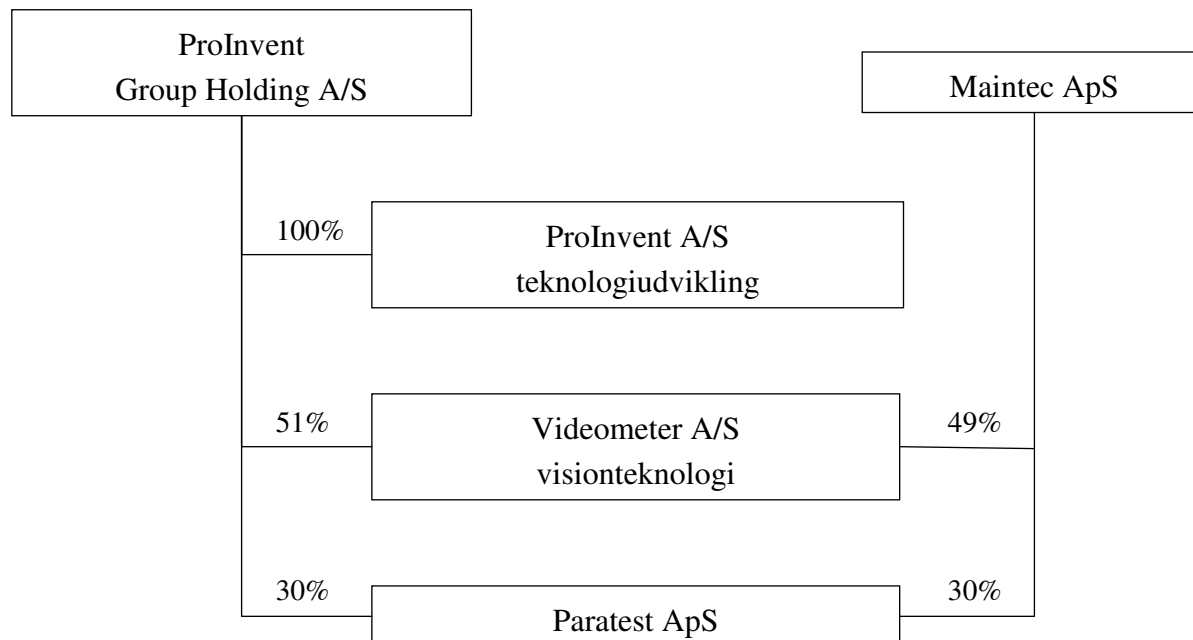 ProInvent
Group Holding A/S
Maintec ApS
100%
ProInvent A/S
teknologiudvikling
51%
Videometer A/S
visionteknologi
49%
30%
Paratest ApS
30%